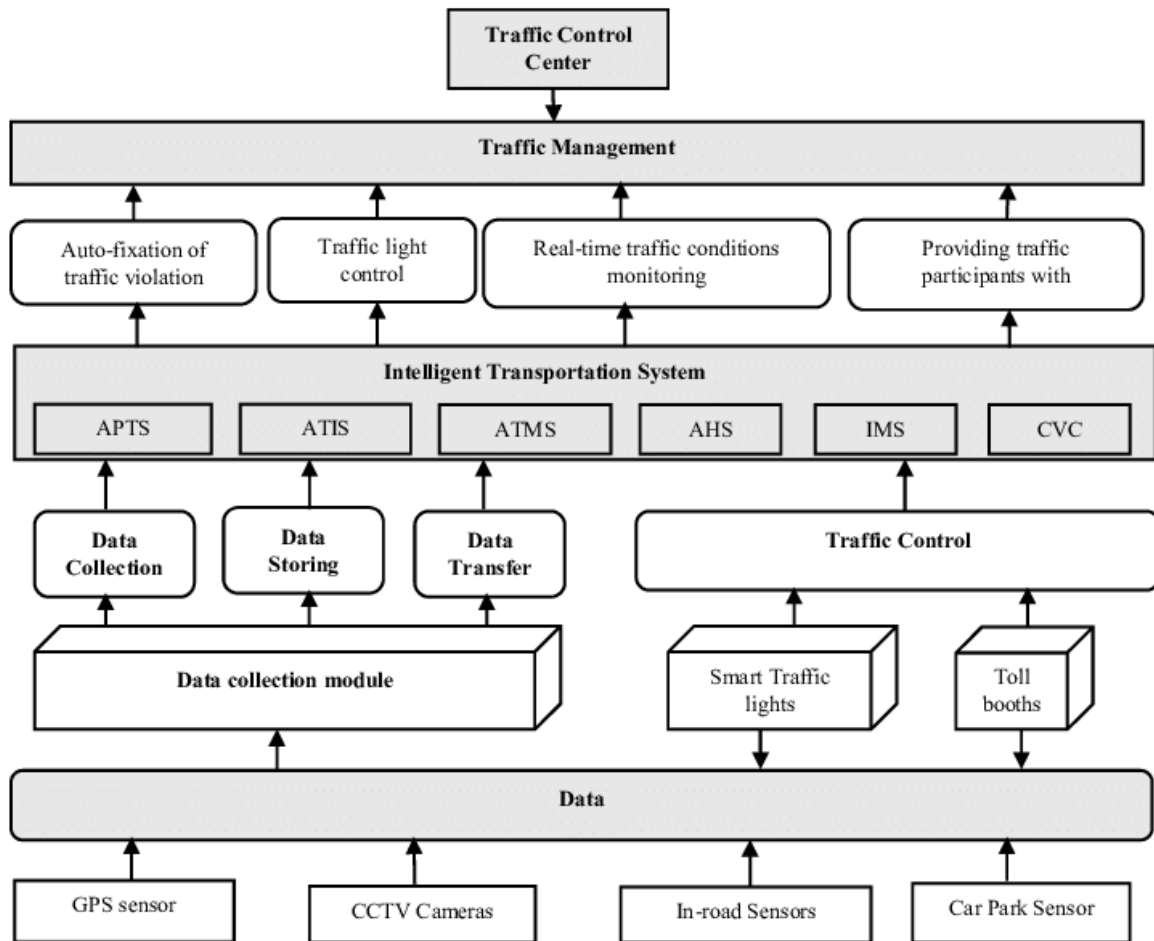 Traffic Control
Center
Traffic Management
Auto-fixation of
traffic violation
Traffic light
control
Real-time traffic conditions
monitoring
Providing traffic
participants with
Intelligent Transportation System
APTS
ATIS
ATMS
AHS
IMS
CVC
Data
Collection
Data
Storing
Data
Transfer
Traffic Control
Data collection module
Smart Traffic
lights
Toll
booths
Data
GPS sensor
CCTV Cameras
In-road Sensors
Car Park Sensor